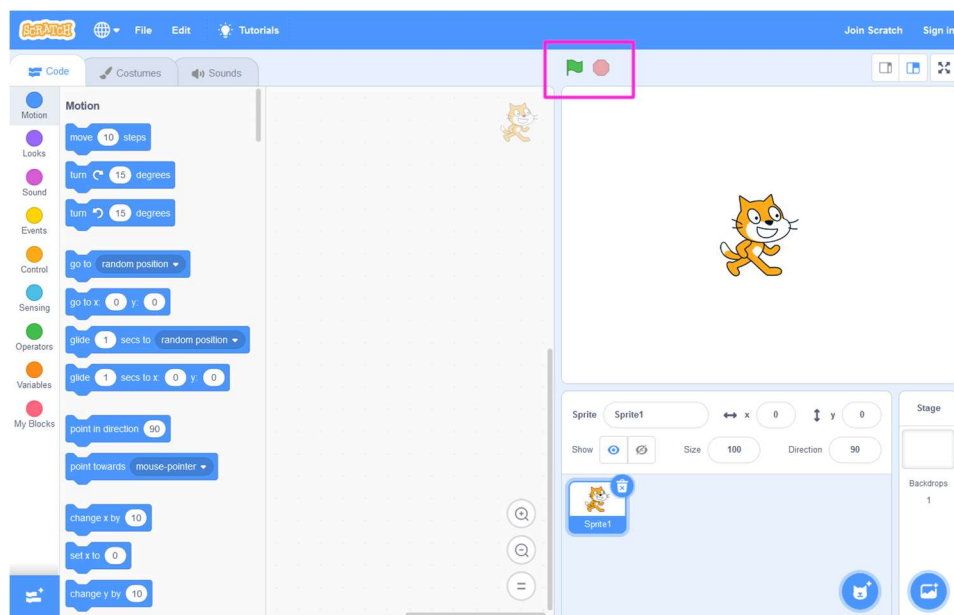 SCRATCH File Edit Tutorials Join Scratch Sign in
Code Costumes Sounds
Motion
Looks
Sound
Events
Control
Sensing
Operators
Variables
My Blocks
Motion
move 10 steps
turn 15 degrees
turn 15 degrees
go to random position
go to x: 0 y: 0
glide 1 secs to random position
glide 1 secs to x: 0 y: 0
point in direction 90
point towards mouse-pointer
change x by 10
set x to 0
change y by 10
Sprite Sprite1 x 0 y 0
Show Size 100 Direction 90
Sprite1
Stage
Backdrops
1